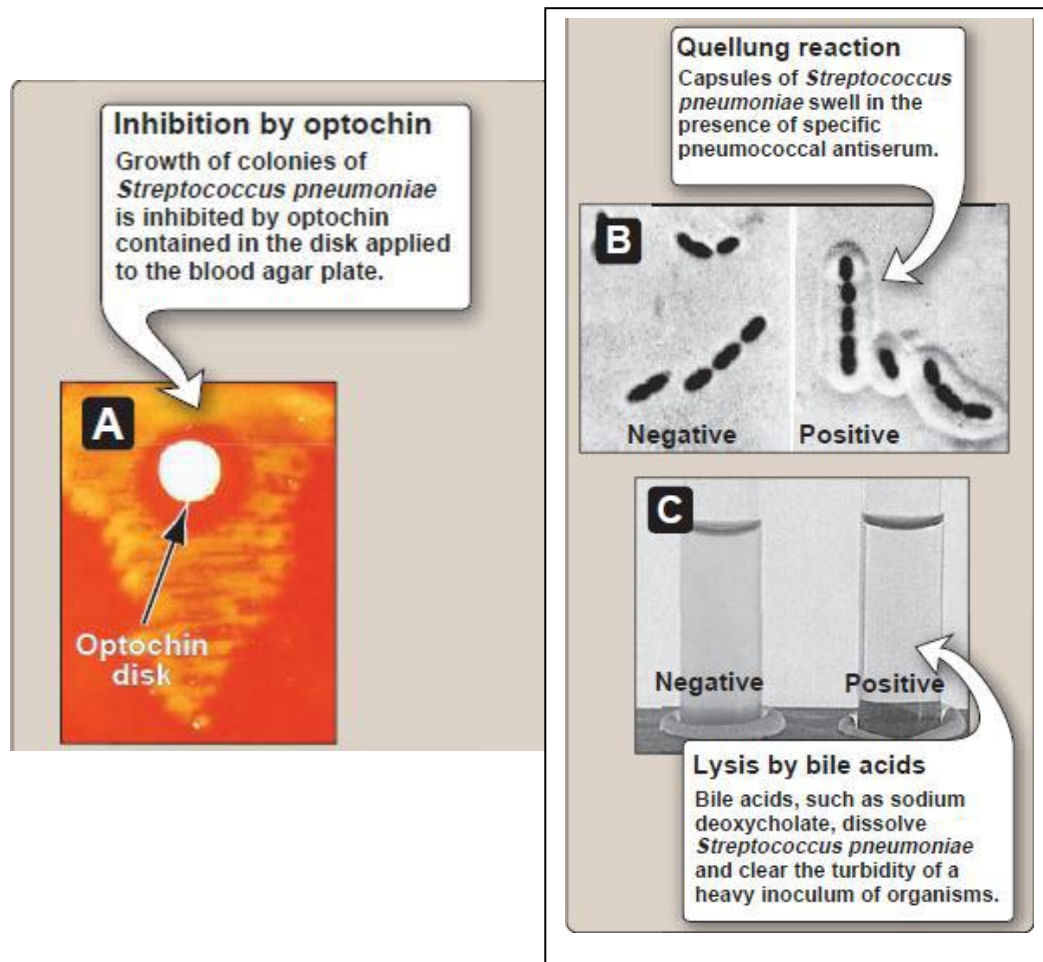 Inhibition by optochin
Growth of colonies of
Streptococcus pneumoniae
is inhibited by optochin
contained in the disk applied
to the blood agar plate.
A
Optochin
disk
Quellung reaction
Capsules of Streptococcus
pneumoniae swell in the
presence of specific
pneumococcal antiserum.
B
Negative
Positive
C
Negative
Positive
Lysis by bile acids
Bile acids, such as sodium
deoxycholate, dissolve
Streptococcus pneumoniae
and clear the turbidity of a
heavy inoculum of organisms.